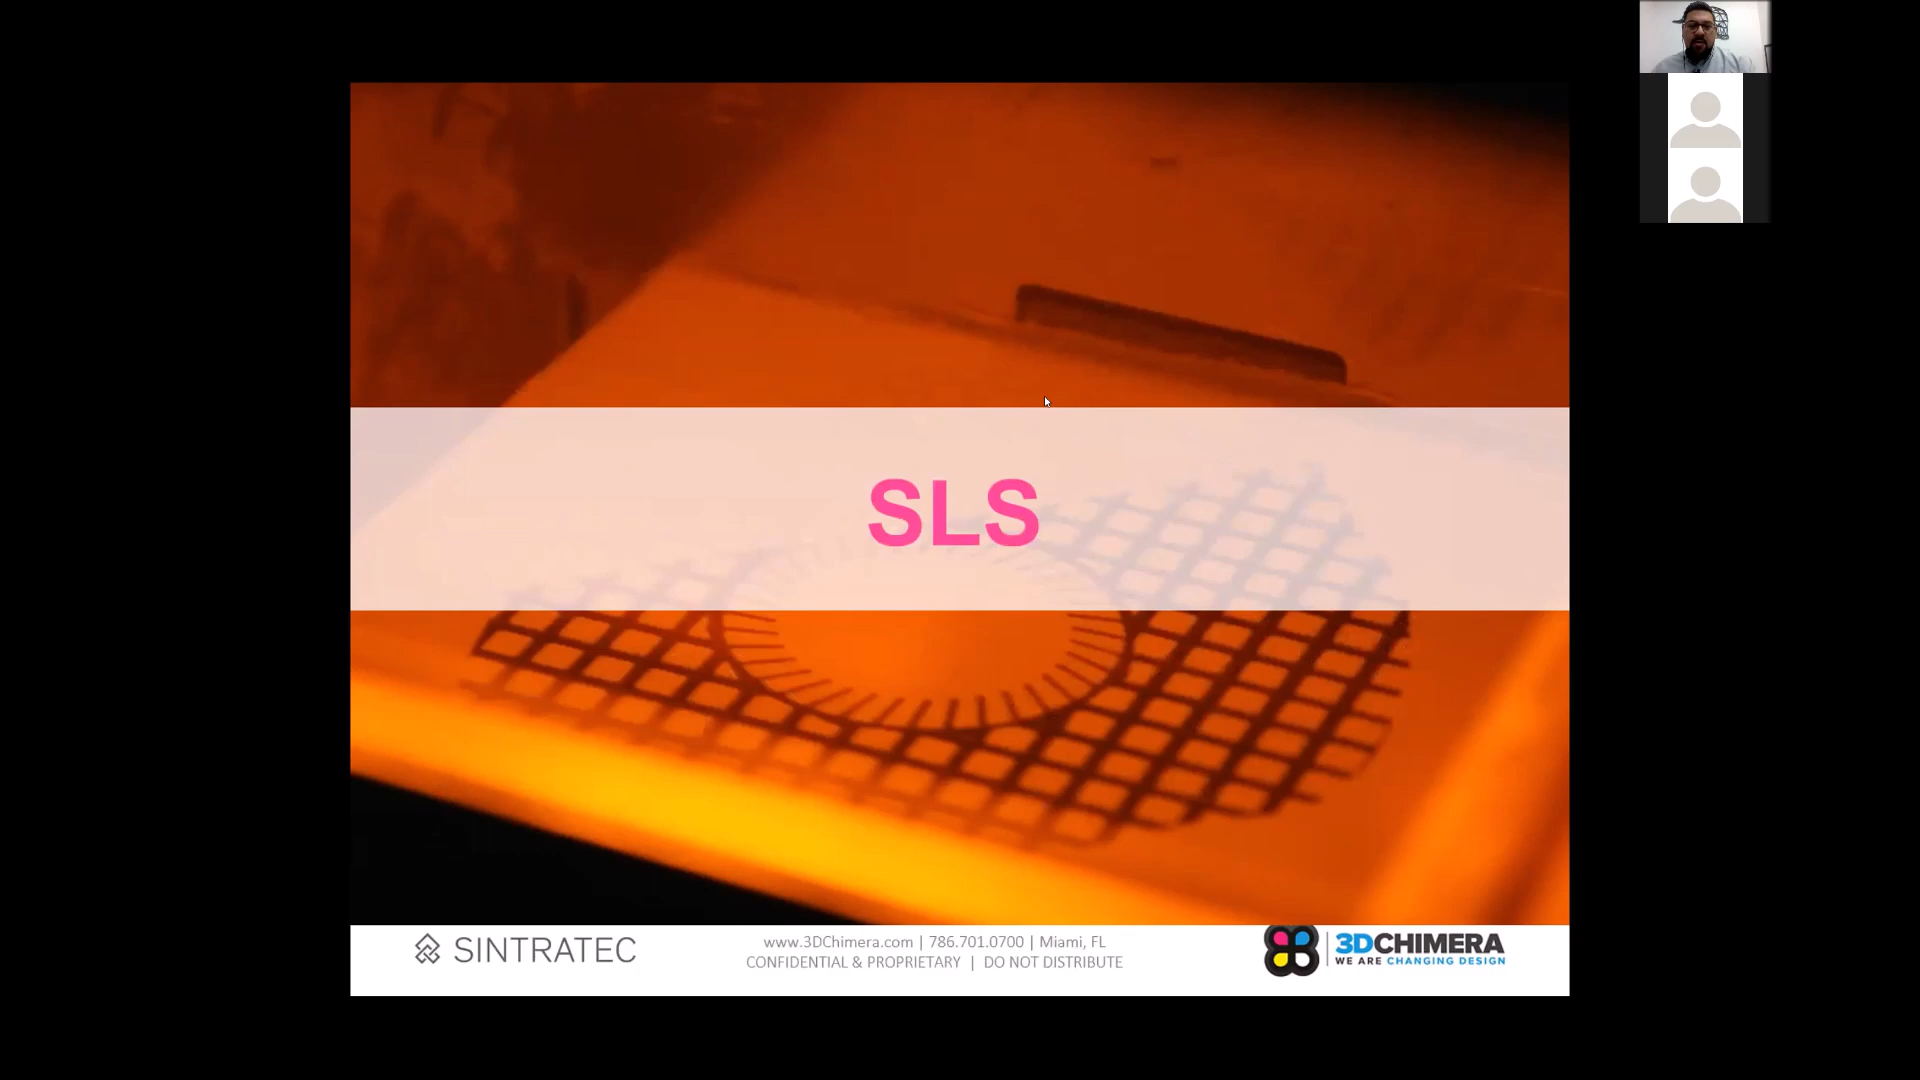 SLS
SINTRATEC
www.3DChimera.com | 786.701.0700 | Miami, FL
CONFIDENTIAL & PROPRIETARY | DO NOT DISTRIBUTE
3DCHIMERA
WE ARE CHANGING DESIGN